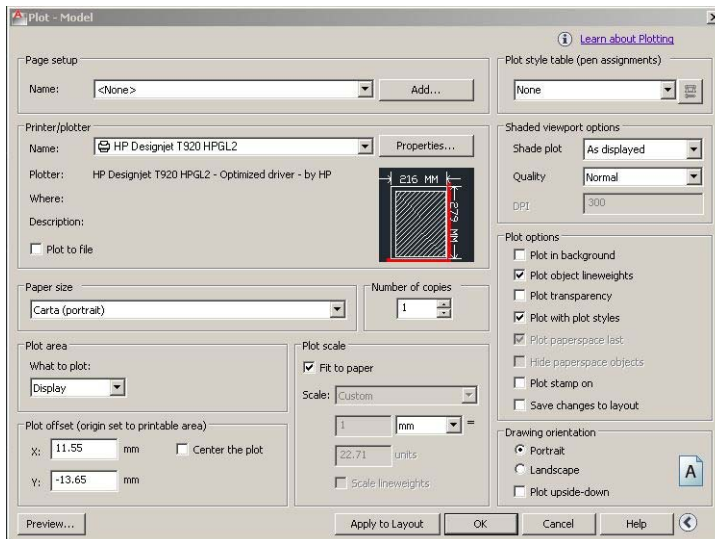 Plot - Model
Learn about Plotting
Page setup
Name: <None> Add...
Plot style table (pen assignments)
None
Printer/plotter
Name: HP Designjet T920 HPGL2 Properties...
Plotter: HP Designjet T920 HPGL2 - Optimized driver - by HP
Where:
Description:
Plot to file
216 MM
279 MM
Shaded viewport options
Shade plot As displayed
Quality Normal
DPI 300
Paper size
Carta (portrait)
Number of copies
1
Plot options
Plot in background
Plot object lineweights
Plot transparency
Plot with plot styles
Plot paperspace last
Hide paperspace objects
Plot stamp on
Save changes to layout
Plot area
What to plot:
Display
Plot scale
Fit to paper
Scale: Custom
1 mm =
22.71 units
Scale lineweights
Plot offset (origin set to printable area)
X: 11.55 mm Center the plot
Y: -13.65 mm
Drawing orientation
Portrait
Landscape
Plot upside-down
A
Preview... Apply to Layout OK Cancel Help